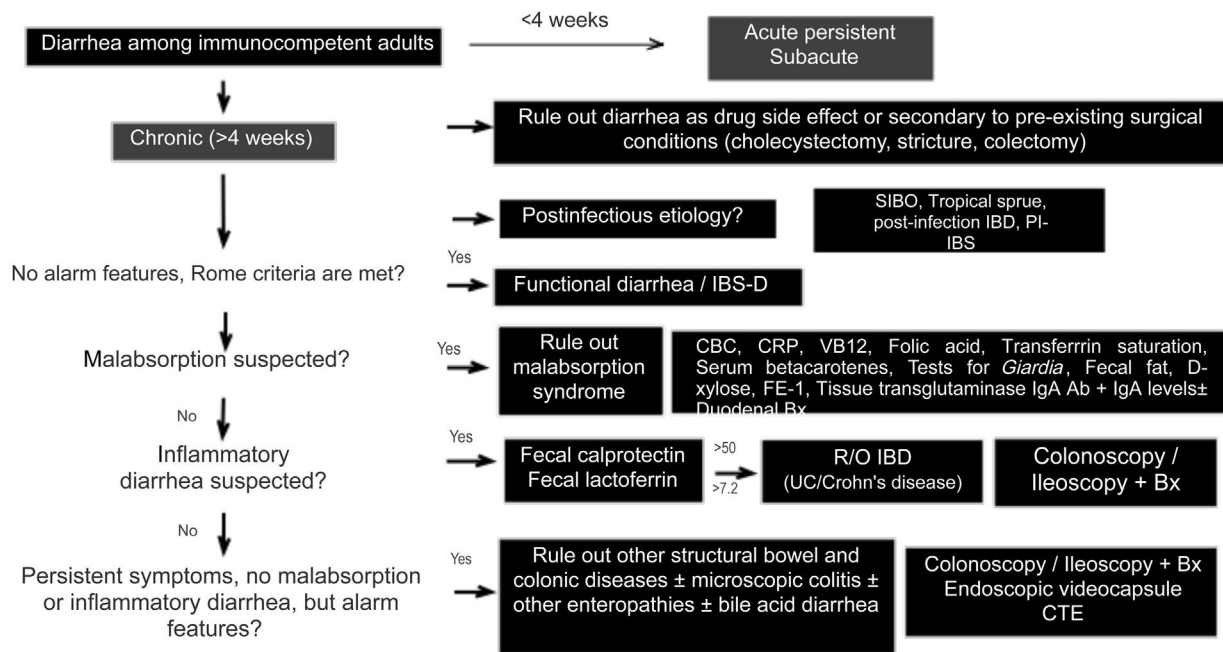 <4 weeks
Diarrhea among immunocompetent adults
Acute persistent
Subacute
Chronic (>4 weeks)
Rule out diarrhea as drug side effect or secondary to pre-existing surgical
conditions (cholecystectomy, stricture, colectomy)
Postinfectious etiology?
SIBO, Tropical sprue,
post-infection IBD, PI-
IBS
No alarm features, Rome criteria are met?
Yes
Functional diarrhea / IBS-D
Malabsorption suspected?
Yes
Rule out
malabsorption
syndrome
CBC, CRP, VB12, Folic acid, Transferrrin saturation,
Serum betacarotenes, Tests for Giardia, Fecal fat, D-
xylose, FE-1, Tissue transglutaminase IgA Ab + IgA levels±
Duodenal Bx
No
Inflammatory
diarrhea suspected?
Yes
Fecal calprotectin
Fecal lactoferrin
>50
>7.2
R/O IBD
(UC/Crohn's disease)
Colonoscopy /
Ileoscopy + Bx
No
Persistent symptoms, no malabsorption
or inflammatory diarrhea, but alarm
features?
Yes
Rule out other structural bowel and
colonic diseases ± microscopic colitis ±
other enteropathies ± bile acid diarrhea
Colonoscopy / Ileoscopy + Bx
Endoscopic videocapsule
CTE